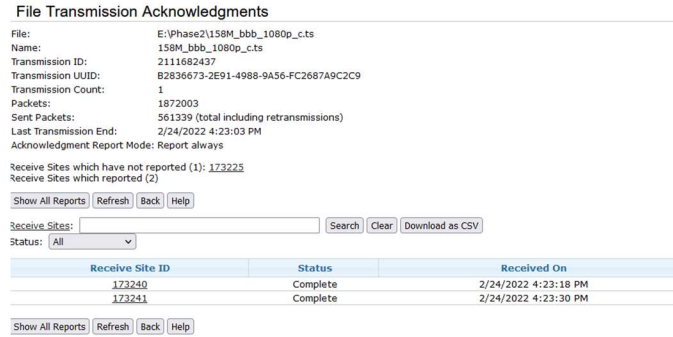 File Transmission Acknowledgments
File: E:\Phase2\158M_bbb_1080p_c.ts
Name: 158M_bbb_1080p_c.ts
Transmission ID: 2111682437
Transmission UUID: B2836673-2E91-4988-9A56-FC2687A9C2C9
Transmission Count: 1
Packets: 1872003
Sent Packets: 561339 (total including retransmissions)
Last Transmission End: 2/24/2022 4:23:03 PM
Acknowledgment Report Mode: Report always
Receive Sites which have not reported (1): 173225
Receive Sites which reported (2)
Show All Reports Refresh Back Help
Receive Sites: Search Clear Download as CSV
Status: All
Receive Site ID Status Received On
173240 Complete 2/24/2022 4:23:18 PM
173241 Complete 2/24/2022 4:23:30 PM
Show All Reports Refresh Back Help